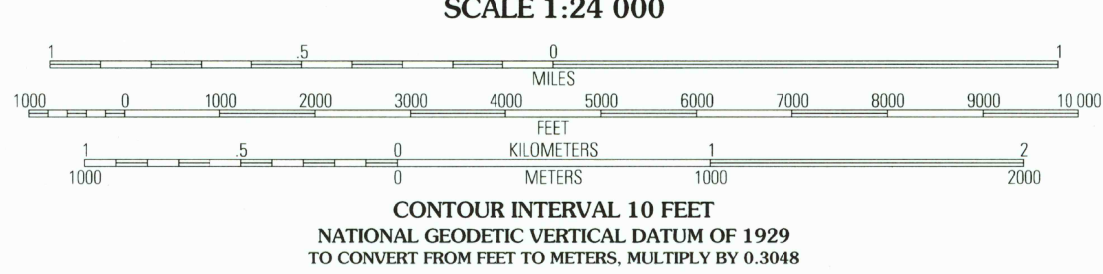 SCALE 1:24 000
1 .5 0 1
MILES
1000 0 1000 2000 3000 4000 5000 6000 7000 8000 9000 10 000
FEET
1 .5 0 KILOMETERS 1 2
1000 0 METERS 1000 2000
CONTOUR INTERVAL 10 FEET
NATIONAL GEODETIC VERTICAL DATUM OF 1929
TO CONVERT FROM FEET TO METERS, MULTIPLY BY 0.3048